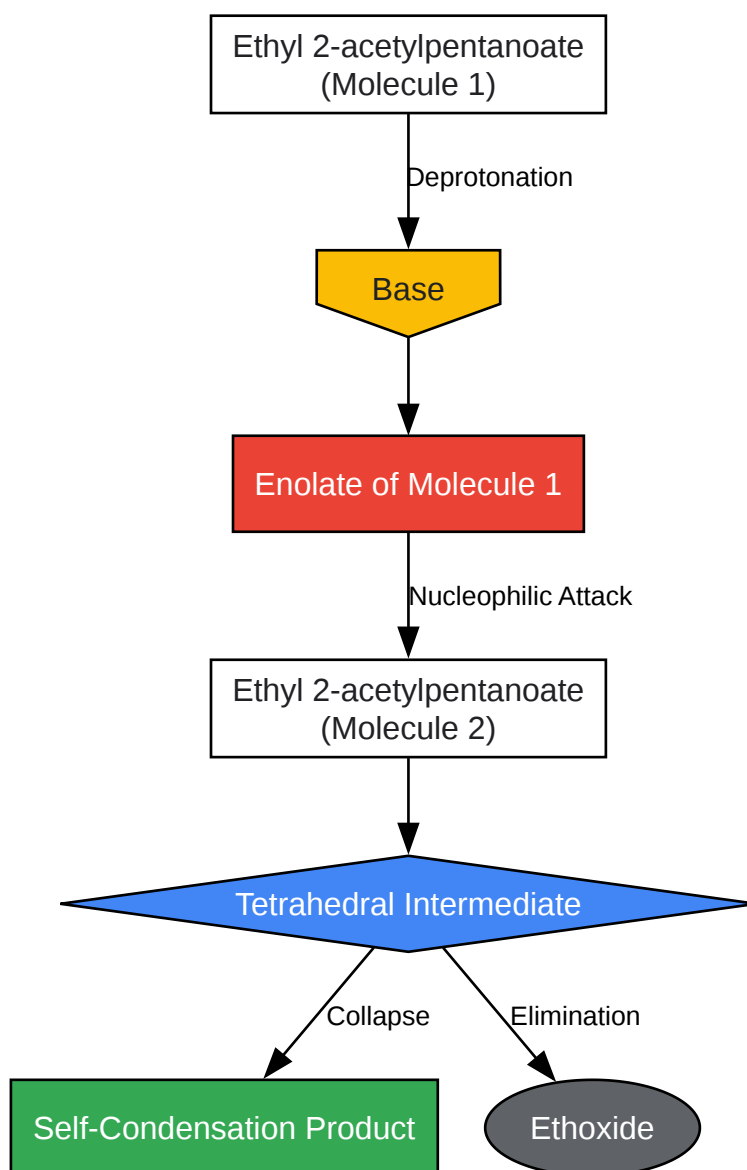 Ethyl 2-acetylpentanoate
(Molecule 1)
Deprotonation
Base
Enolate of Molecule 1
Nucleophilic Attack
Ethyl 2-acetylpentanoate
(Molecule 2)
Tetrahedral Intermediate
Collapse
Elimination
Self-Condensation Product
Ethoxide